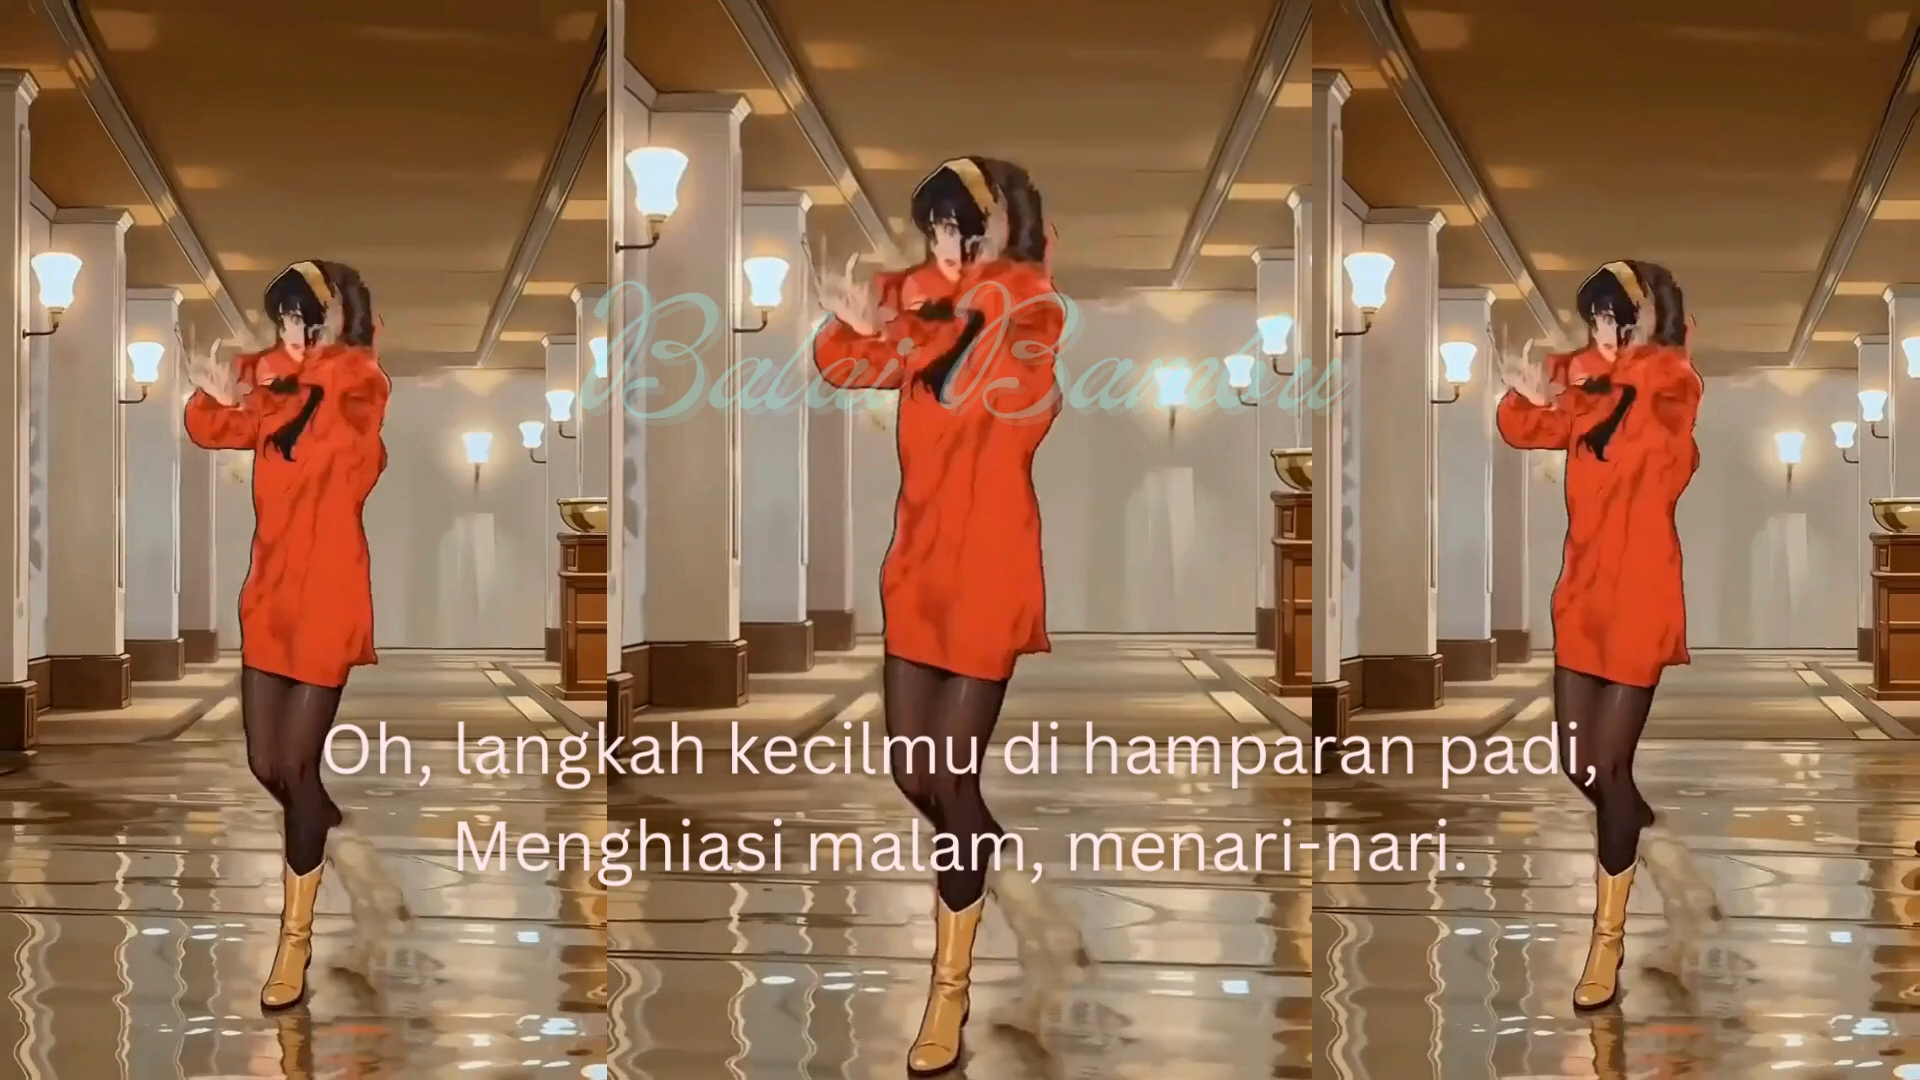 Balai Bambu
Oh, langkah kecilmu di hamparan padi,
Menghiasi malam, menari-nari.